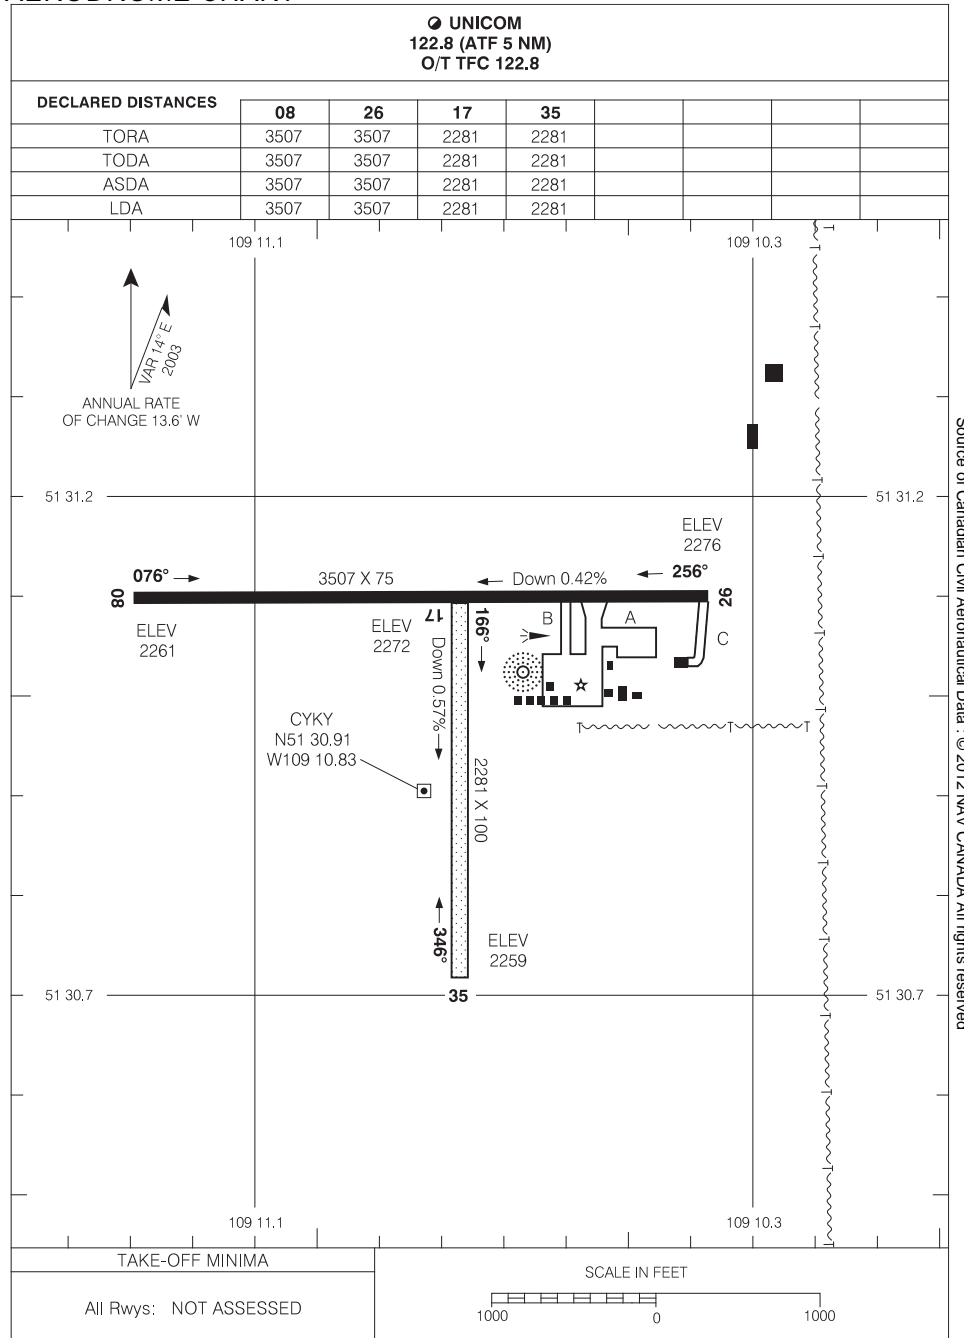 UNICOM
122.8 (ATF 5 NM)
O/T TFC 122.8
DECLARED DISTANCES 08 26 17 35
TORA 3507 3507 2281 2281
TODA 3507 3507 2281 2281
ASDA 3507 3507 2281 2281
LDA 3507 3507 2281 2281
109 11.1 109 10.3
VAR 14° E
2003
ANNUAL RATE
OF CHANGE 13.6' W
51 31.2 51 31.2
ELEV
2276
076° 3507 X 75 Down 0.42% 256°
08 26
ELEV
2261
ELEV
2272
17
166°
Down 0.57%
B A
C
CYKY
N51 30.91
W109 10.83
2281 X 100
346°
ELEV
2259
51 30.7 35 51 30.7
109 11.1 109 10.3
Source of Canadian Civil Aeronautical Data : © 2012 NAV CANADA All rights reserved
TAKE-OFF MINIMA
All Rwys: NOT ASSESSED
SCALE IN FEET
1000 0 1000